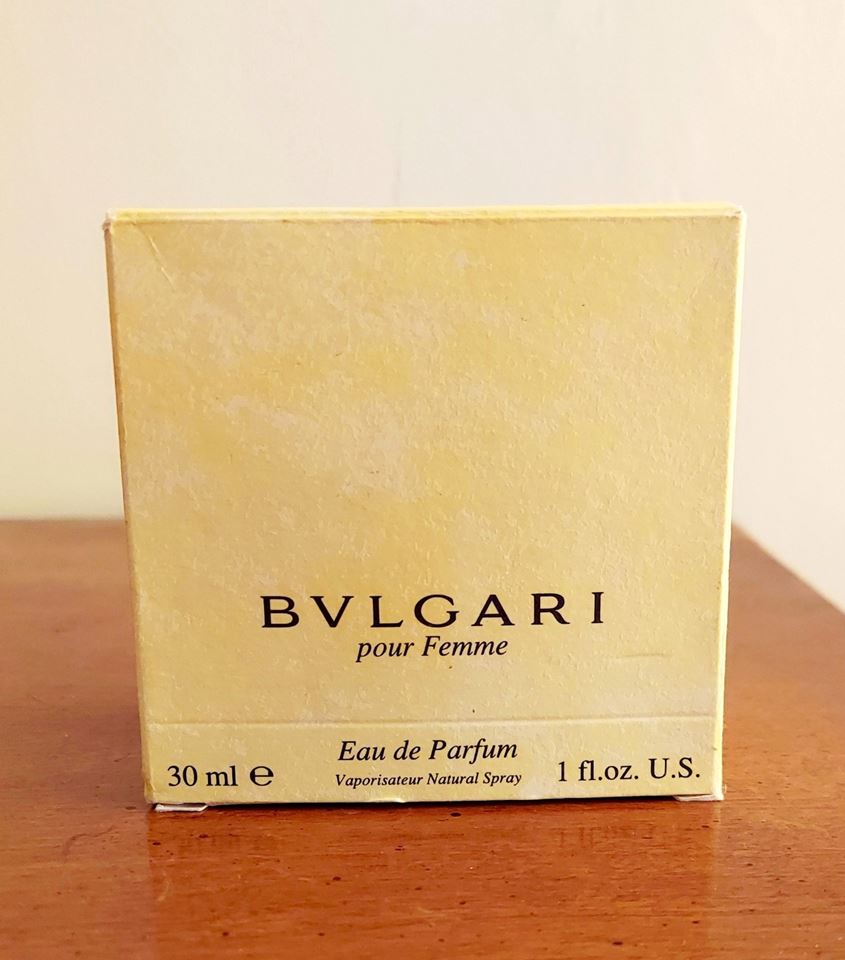 BVLGARI
pour Femme
Eau de Parfum
30 ml ℮ Vaporisateur Natural Spray 1 fl.oz. U.S.